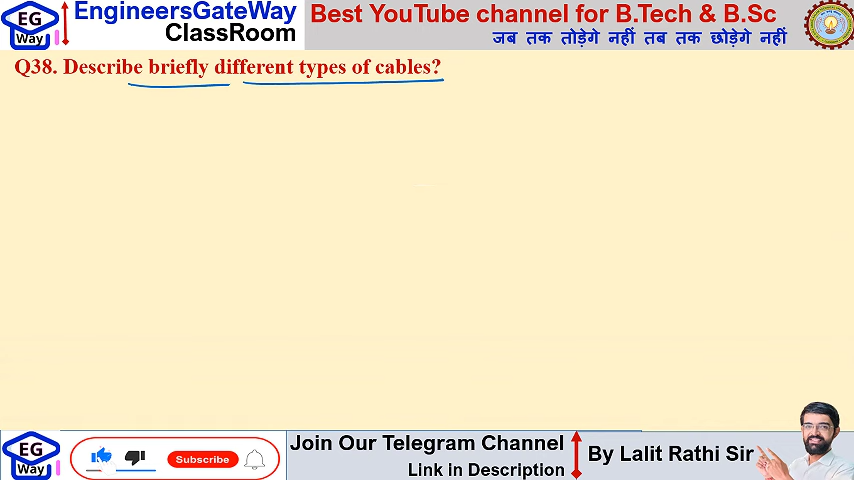 EG
Way
EngineersGateWay
ClassRoom
Best YouTube channel for B.Tech & B.Sc
जब तक तोड़ेगे नहीं तब तक छोड़ेगे नहीं
Q38. Describe briefly different types of cables?
EG
Way
Subscribe
Join Our Telegram Channel
Link in Description
By Lalit Rathi Sir